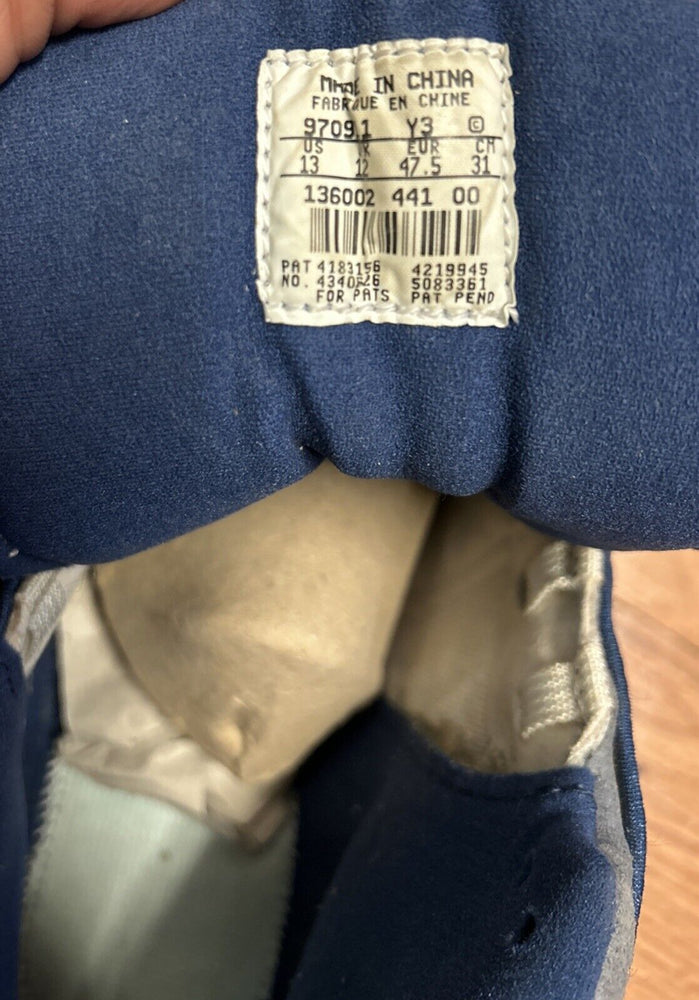 MADE IN CHINA
FABRIQUE EN CHINE
97091 Y3 ©
US UK EUR CM
13 12 47.5 31
136002 441 00
PAT 4183156 4219945
NO. 5083361
FOR PATS PAT PEND